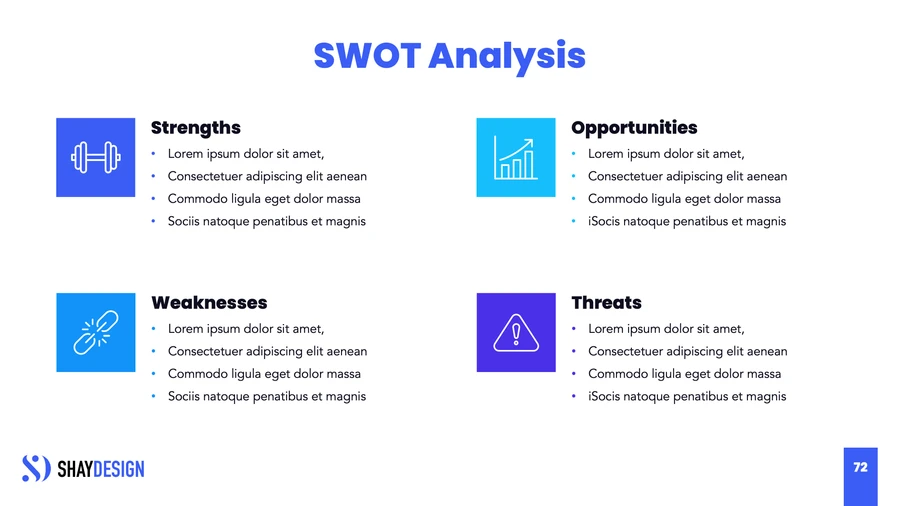 SWOT Analysis
Strengths
• Lorem ipsum dolor sit amet,
• Consectetuer adipiscing elit aenean
• Commodo ligula eget dolor massa
• Sociis natoque penatibus et magnis
Opportunities
• Lorem ipsum dolor sit amet,
• Consectetuer adipiscing elit aenean
• Commodo ligula eget dolor massa
• iSocis natoque penatibus et magnis
Weaknesses
• Lorem ipsum dolor sit amet,
• Consectetuer adipiscing elit aenean
• Commodo ligula eget dolor massa
• Sociis natoque penatibus et magnis
Threats
• Lorem ipsum dolor sit amet,
• Consectetuer adipiscing elit aenean
• Commodo ligula eget dolor massa
• iSocis natoque penatibus et magnis
SHAYDESIGN
72